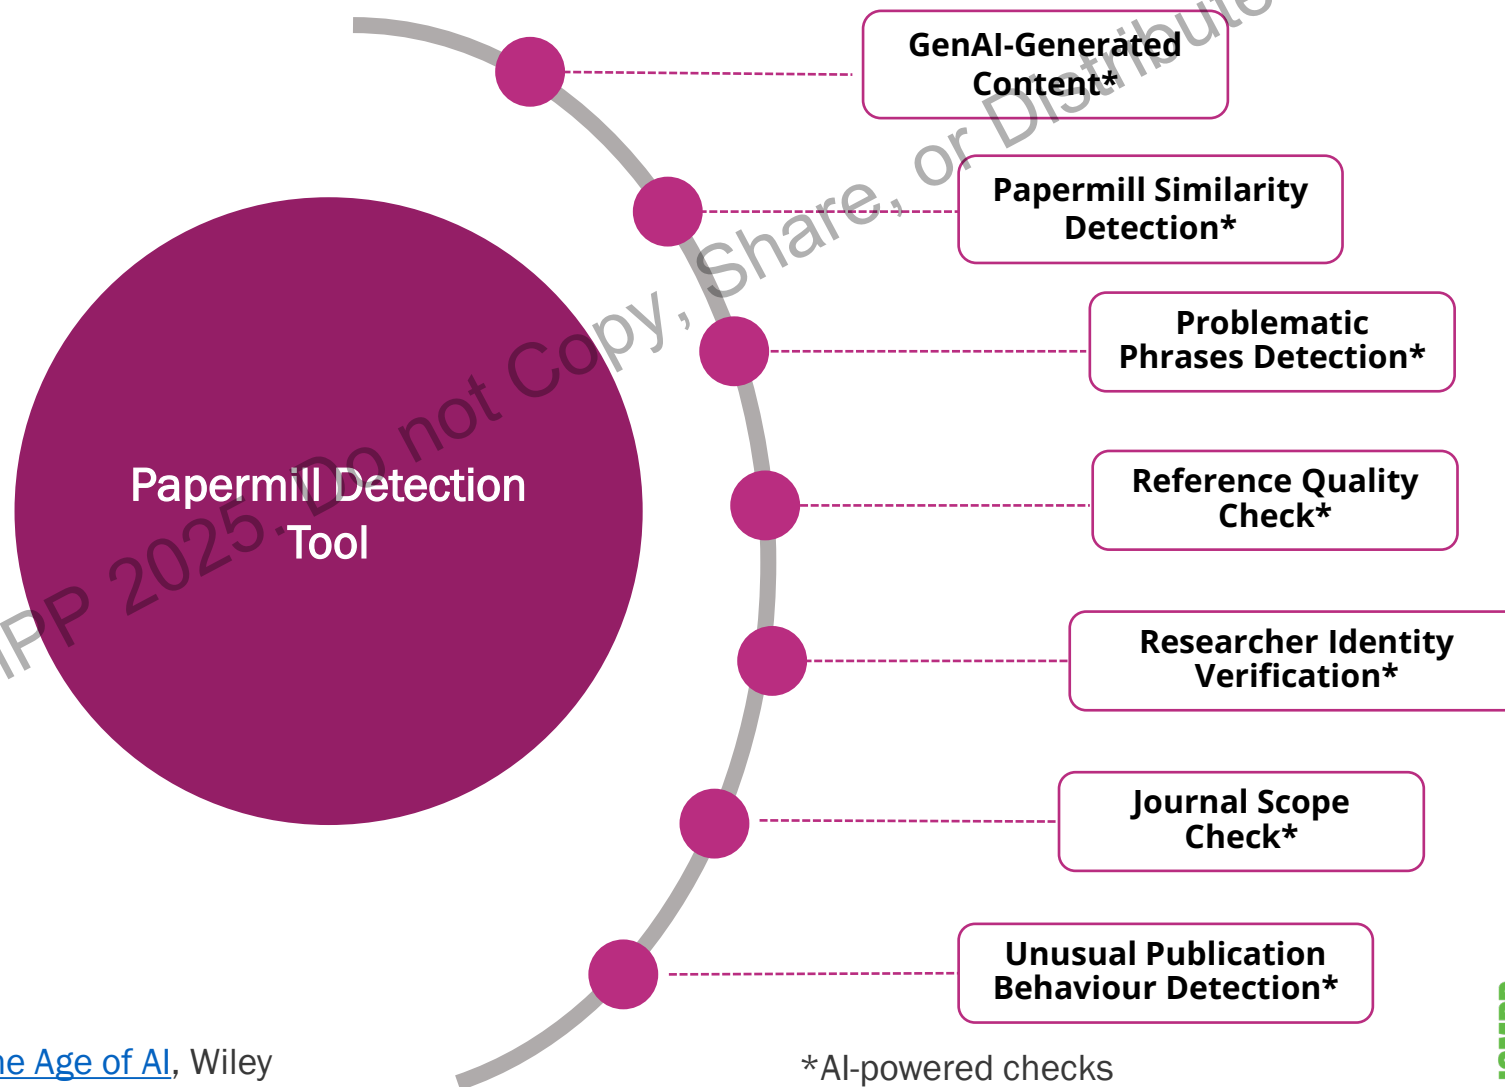 GenAI-Generated
Content*
Papermill Similarity
Detection*
Problematic
Phrases Detection*
Papermill Detection
Tool
Reference Quality
Check*
Researcher Identity
Verification*
Journal Scope
Check*
Unusual Publication
Behaviour Detection*
Age of AI, Wiley
*AI-powered checks
2025. Do not Copy, Share, or Distribute